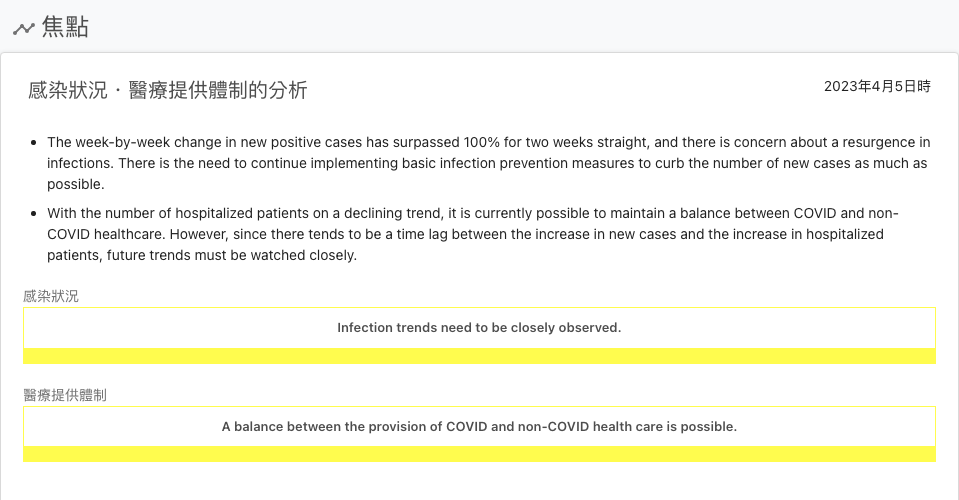 焦點
感染狀況・醫療提供體制的分析
2023年4月5日時
The week-by-week change in new positive cases has surpassed 100% for two weeks straight, and there is concern about a resurgence in
infections. There is the need to continue implementing basic infection prevention measures to curb the number of new cases as much as
possible.
With the number of hospitalized patients on a declining trend, it is currently possible to maintain a balance between COVID and non-
COVID healthcare. However, since there tends to be a time lag between the increase in new cases and the increase in hospitalized
patients, future trends must be watched closely.
感染狀況
Infection trends need to be closely observed.
醫療提供體制
A balance between the provision of COVID and non-COVID health care is possible.